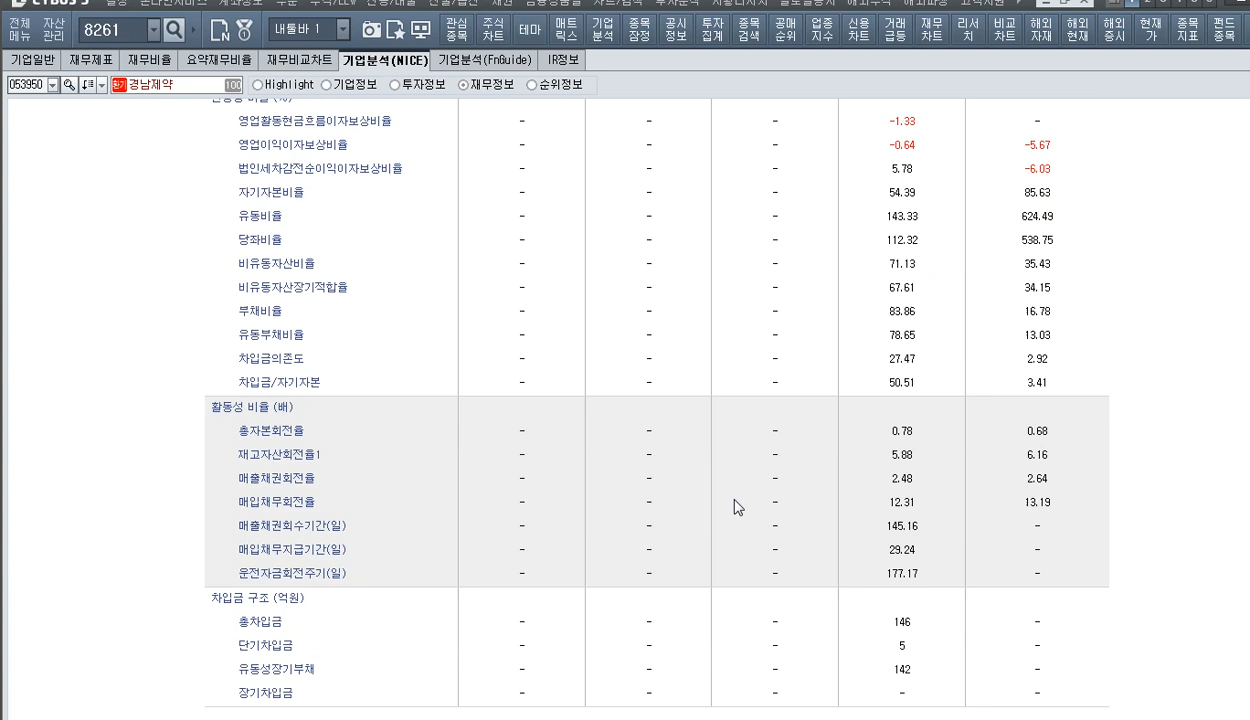 CYBOS 5
전체메뉴 자산관리 8261 내툴바 1 관심종목 주식차트 테마 매트릭스 기업분석 종목잠정 공시정보 투자집계 종목검색 공매순위 업종지수 신용차트 거래급등 재무차트 리서치 비교차트 해외자재 해외현재 해외증시 현재가 종목지표 펀드종목
기업일반 재무제표 재무비율 요약재무비율 재무비교차트 기업분석(NICE) 기업분석(FnGuide) IR정보
053950 환기 경남제약 100 Highlight 기업정보 투자정보 재무정보 순위정보
영업활동현금흐름이자보상비율 - - - -1.33 -
영업이익이자보상비율 - - - -0.64 -5.67
법인세차감전순이익이자보상비율 - - - 5.78 -6.03
자기자본비율 - - - 54.39 85.63
유동비율 - - - 143.33 624.49
당좌비율 - - - 112.32 538.75
비유동자산비율 - - - 71.13 35.43
비유동자산장기적합율 - - - 67.61 34.15
부채비율 - - - 83.86 16.78
유동부채비율 - - - 78.65 13.03
차입금의존도 - - - 27.47 2.92
차입금/자기자본 - - - 50.51 3.41
활동성 비율 (배)
총자본회전율 - - - 0.78 0.68
재고자산회전율1 - - - 5.88 6.16
매출채권회전율 - - - 2.48 2.64
매입채무회전율 - - - 12.31 13.19
매출채권회수기간(일) - - - 145.16 -
매입채무지급기간(일) - - - 29.24 -
운전자금회전주기(일) - - - 177.17 -
차입금 구조 (억원)
총차입금 - - - 146 -
단기차입금 - - - 5 -
유동성장기부채 - - - 142 -
장기차입금 - - - - -